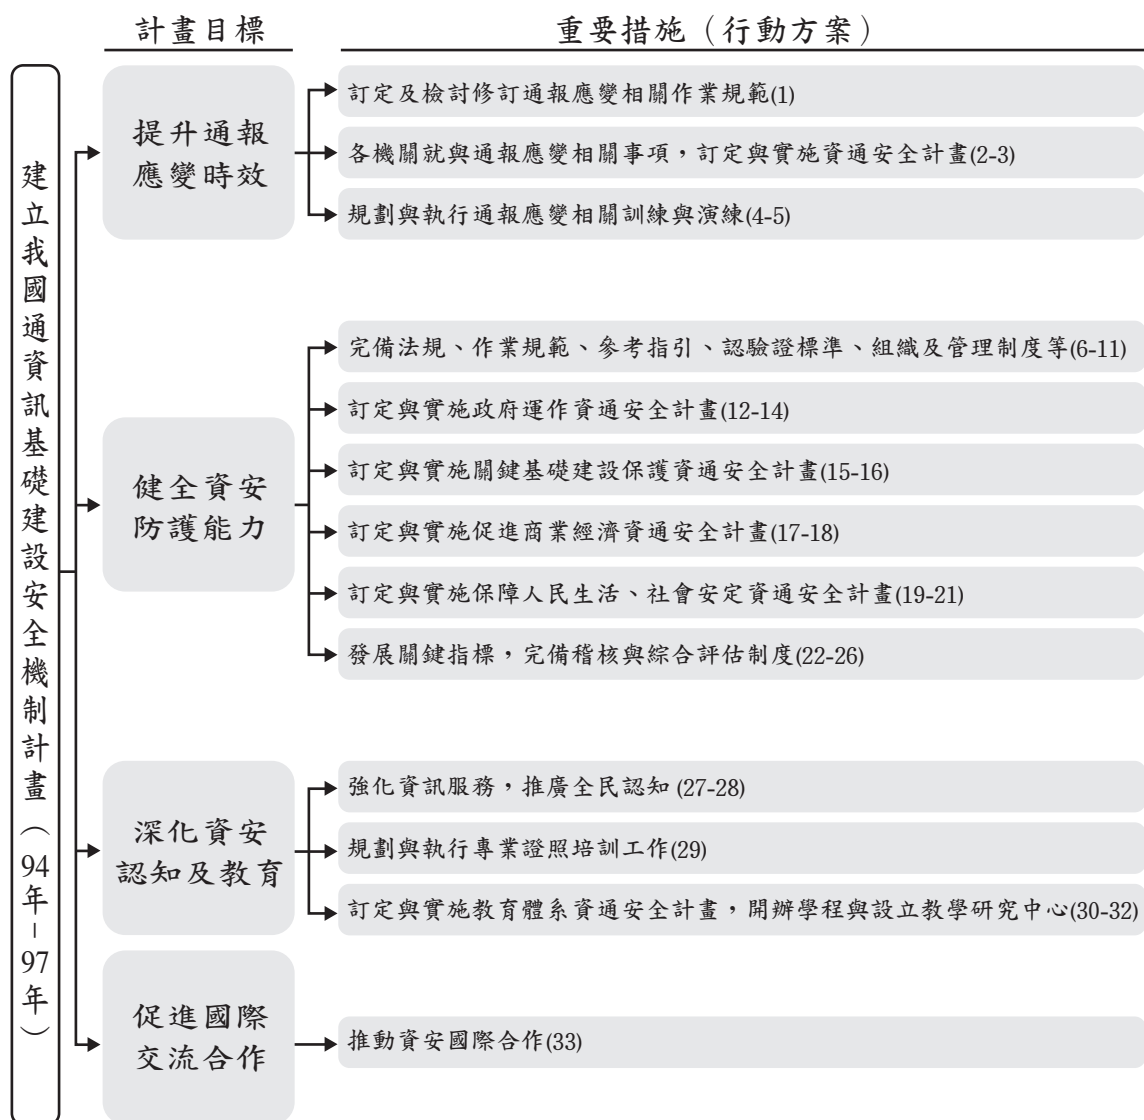 計畫目標
重要措施（行動方案）
建立我國通資訊基礎建設安全機制計畫（94年－97年）
提升通報
應變時效
訂定及檢討修訂通報應變相關作業規範(1)
各機關就與通報應變相關事項，訂定與實施資通安全計畫(2-3)
規劃與執行通報應變相關訓練與演練(4-5)
健全資安
防護能力
完備法規、作業規範、參考指引、認驗證標準、組織及管理制度等(6-11)
訂定與實施政府運作資通安全計畫(12-14)
訂定與實施關鍵基礎建設保護資通安全計畫(15-16)
訂定與實施促進商業經濟資通安全計畫(17-18)
訂定與實施保障人民生活、社會安定資通安全計畫(19-21)
發展關鍵指標，完備稽核與綜合評估制度(22-26)
深化資安
認知及教育
強化資訊服務，推廣全民認知 (27-28)
規劃與執行專業證照培訓工作(29)
訂定與實施教育體系資通安全計畫，開辦學程與設立教學研究中心(30-32)
促進國際
交流合作
推動資安國際合作(33)